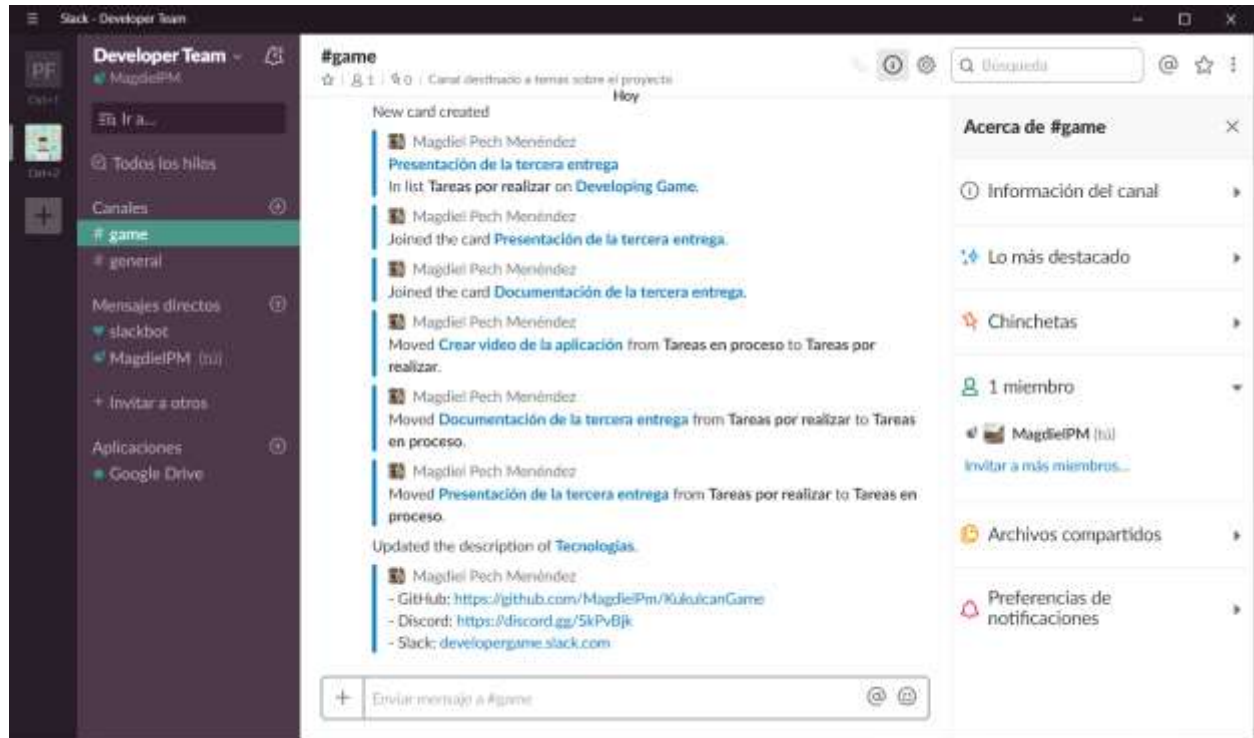 Slack - Developer Team
PF
Ctrl+1
Ctrl+2
Developer Team
MagdielPM
Ir a...
Todos los hilos
Canales
# game
# general
Mensajes directos
slackbot
MagdielPM (tú)
+ Invitar a otros
Aplicaciones
Google Drive
#game
1 | 0 | Canal destinado a temas sobre el proyecto
Búsqueda
Hoy
New card created
Magdiel Pech Menéndez
Presentación de la tercera entrega
In list Tareas por realizar on Developing Game.
Magdiel Pech Menéndez
Joined the card Presentación de la tercera entrega.
Magdiel Pech Menéndez
Joined the card Documentación de la tercera entrega.
Magdiel Pech Menéndez
Moved Crear video de la aplicación from Tareas en proceso to Tareas por
realizar.
Magdiel Pech Menéndez
Moved Documentación de la tercera entrega from Tareas por realizar to Tareas
en proceso.
Magdiel Pech Menéndez
Moved Presentación de la tercera entrega from Tareas por realizar to Tareas en
proceso.
Updated the description of Tecnologías.
Magdiel Pech Menéndez
- GitHub: https://github.com/MagdielPm/KukulcanGame
- Discord: https://discord.gg/5kPvBjk
- Slack: developergame.slack.com
Enviar mensaje a #game
Acerca de #game
Información del canal
Lo más destacado
Chinchetas
1 miembro
MagdielPM (tú)
Invitar a más miembros...
Archivos compartidos
Preferencias de
notificaciones